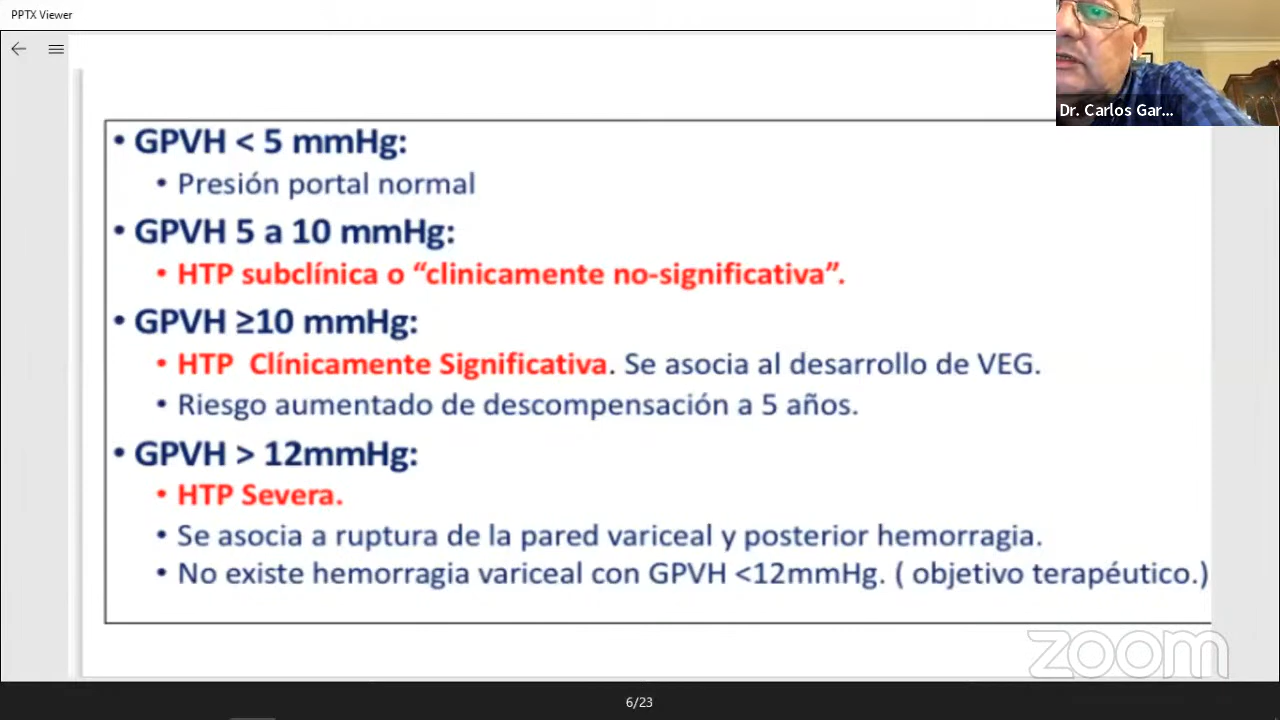 PPTX Viewer
Dr. Carlos Gar...
• GPVH < 5 mmHg:
• Presión portal normal
• GPVH 5 a 10 mmHg:
• HTP subclínica o “clinicamente no-significativa”.
• GPVH ≥10 mmHg:
• HTP Clínicamente Significativa. Se asocia al desarrollo de VEG.
• Riesgo aumentado de descompensación a 5 años.
• GPVH > 12mmHg:
• HTP Severa.
• Se asocia a ruptura de la pared variceal y posterior hemorragia.
• No existe hemorragia variceal con GPVH <12mmHg. ( objetivo terapéutico.)
zoom
6/23